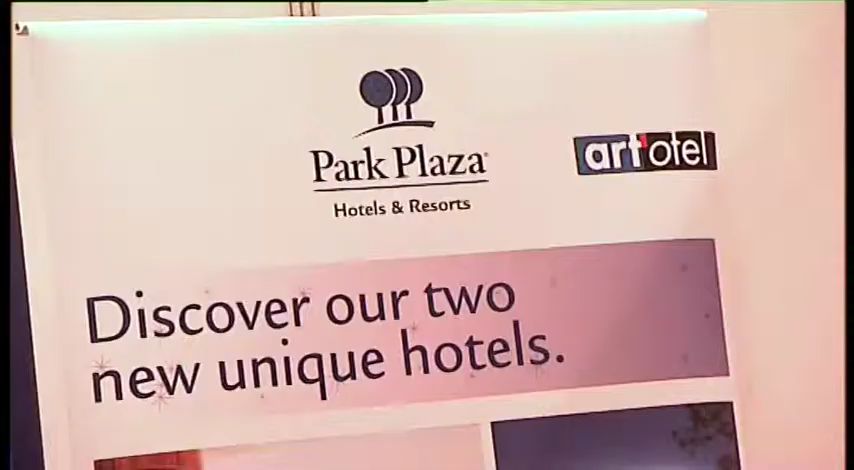 Park Plaza
Hotels & Resorts
art'otel
Discover our two
new unique hotels.